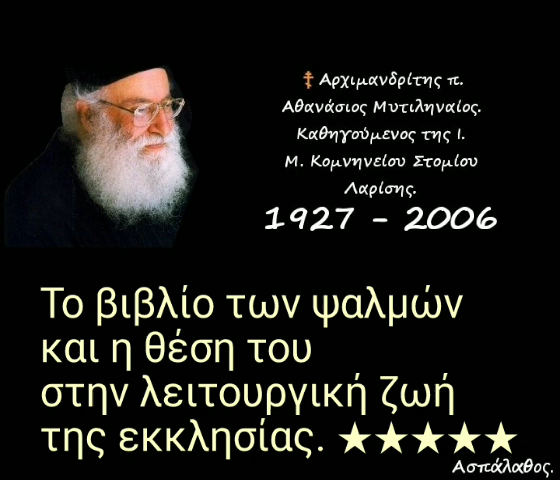 ☦ Αρχιμανδρίτης π.
Αθανάσιος Μυτιληναίος.
Καθηγούμενος της Ι.
Μ. Κομνηνείου Στομίου
Λαρίσης.
1927 - 2006
Το βιβλίο των ψαλμών
και η θέση του
στην λειτουργική ζωή
της εκκλησίας. ★★★★★
Ασπάλαθος.